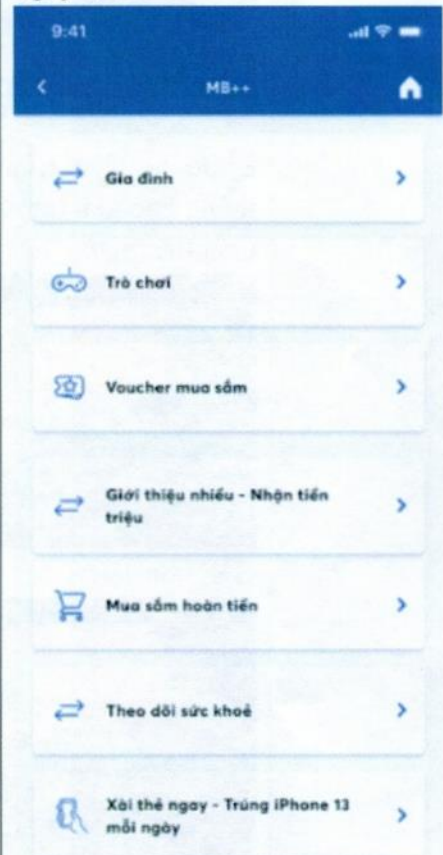 9:41
MB++
Gia đình
Trò chơi
Voucher mua sắm
Giới thiệu nhiều - Nhận tiền
triệu
Mua sắm hoàn tiền
Theo dõi sức khoẻ
Xài thẻ ngay - Trúng iPhone 13
mỗi ngày